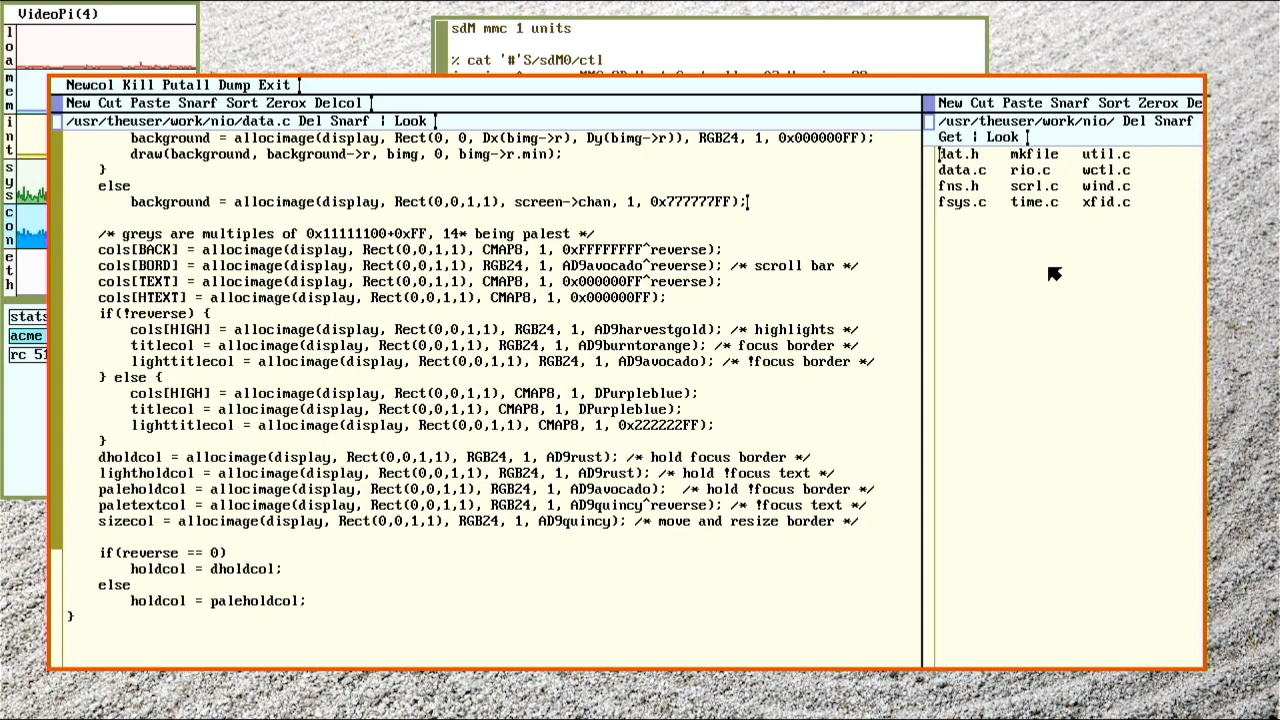 VideoPi(4)
loa
mem
int
sys
con
eth
stats
acme
rc 51
sdM mmc 1 units
% cat '#'S/sdM0/ctl
Newcol Kill Putall Dump Exit
New Cut Paste Snarf Sort Zerox Delcol
/usr/theuser/work/nio/data.c Del Snarf | Look
background = allocimage(display, Rect(0, 0, Dx(bimg->r), Dy(bimg->r)), RGB24, 1, 0x000000FF);
draw(background, background->r, bimg, 0, bimg->r.min);
}
else
background = allocimage(display, Rect(0,0,1,1), screen->chan, 1, 0x777777FF);
/* greys are multiples of 0x11111100+0xFF, 14* being palest */
cols[BACK] = allocimage(display, Rect(0,0,1,1), CMAP8, 1, 0xFFFFFFFF^reverse);
cols[BORD] = allocimage(display, Rect(0,0,1,1), RGB24, 1, AD9avocado^reverse); /* scroll bar */
cols[TEXT] = allocimage(display, Rect(0,0,1,1), CMAP8, 1, 0x000000FF^reverse);
cols[HTEXT] = allocimage(display, Rect(0,0,1,1), CMAP8, 1, 0x000000FF);
if(!reverse) {
cols[HIGH] = allocimage(display, Rect(0,0,1,1), RGB24, 1, AD9harvestgold); /* highlights */
titlecol = allocimage(display, Rect(0,0,1,1), RGB24, 1, AD9burntorange); /* focus border */
lighttitlecol = allocimage(display, Rect(0,0,1,1), RGB24, 1, AD9avocado); /* !focus border */
} else {
cols[HIGH] = allocimage(display, Rect(0,0,1,1), CMAP8, 1, DPurpleblue);
titlecol = allocimage(display, Rect(0,0,1,1), CMAP8, 1, DPurpleblue);
lighttitlecol = allocimage(display, Rect(0,0,1,1), CMAP8, 1, 0x222222FF);
}
dholdcol = allocimage(display, Rect(0,0,1,1), RGB24, 1, AD9rust); /* hold focus border */
lightholdcol = allocimage(display, Rect(0,0,1,1), RGB24, 1, AD9rust); /* hold !focus text */
paleholdcol = allocimage(display, Rect(0,0,1,1), RGB24, 1, AD9avocado); /* hold !focus border */
paletextcol = allocimage(display, Rect(0,0,1,1), RGB24, 1, AD9quincy^reverse); /* !focus text */
sizecol = allocimage(display, Rect(0,0,1,1), RGB24, 1, AD9quincy); /* move and resize border */
if(reverse == 0)
holdcol = dholdcol;
else
holdcol = paleholdcol;
}
New Cut Paste Snarf Sort Zerox De
/usr/theuser/work/nio/ Del Snarf
Get | Look
dat.h mkfile util.c
data.c rio.c wctl.c
fns.h scrl.c wind.c
fsys.c time.c xfid.c